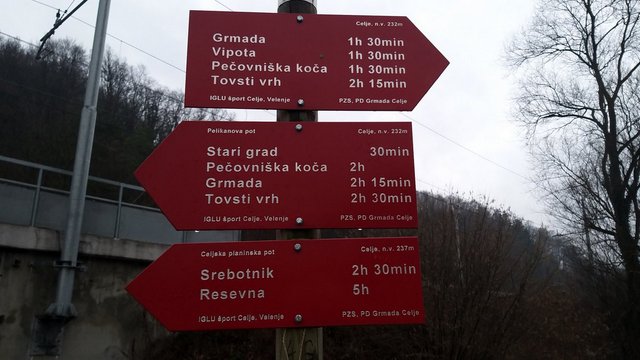 Celje, n.v. 232m
Grmada 1h 30min
Vipota 1h 30min
Pečovniška koča 1h 30min
Tovsti vrh 2h 15min
IGLU šport Celje, Velenje PZS, PD Grmada Celje
Pelikanova pot Celje, n.v. 232m
Stari grad 30min
Pečovniška koča 2h
Grmada 2h 15min
Tovsti vrh 2h 30min
IGLU šport Celje, Velenje PZS, PD Grmada Celje
Celjska planinska pot Celje, n.v. 237m
Srebotnik 2h 30min
Resevna 5h
IGLU šport Celje, Velenje PZS, PD Grmada Celje